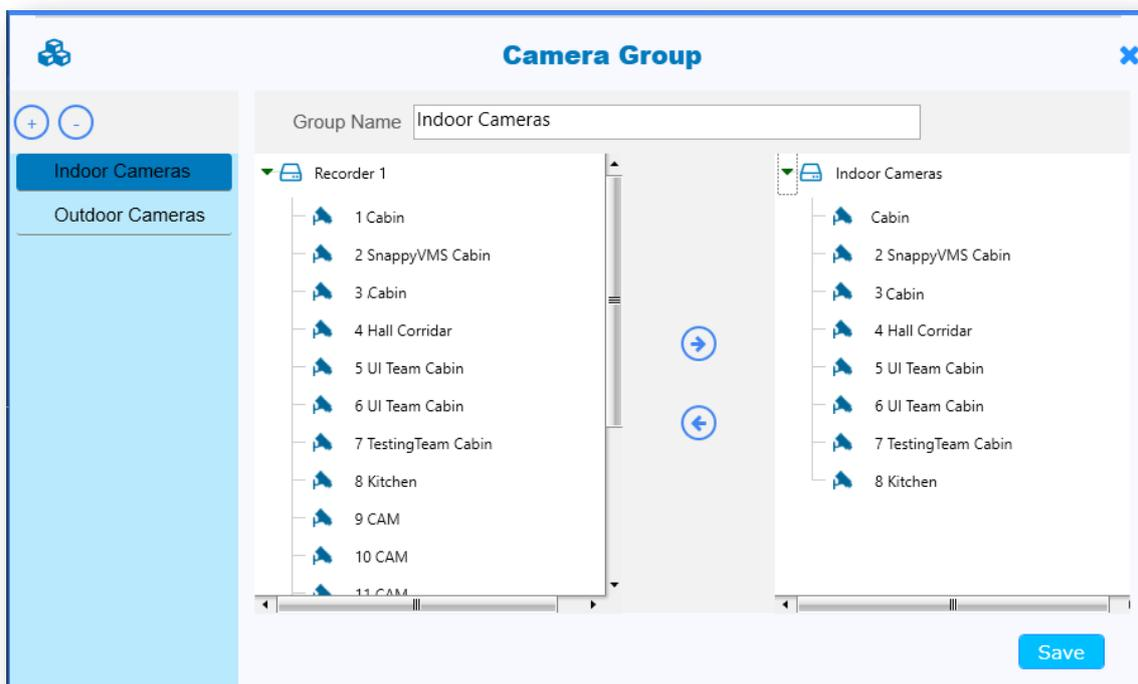 Camera Group
+ -
Group Name Indoor Cameras
Indoor Cameras
Outdoor Cameras
Recorder 1
1 Cabin
2 SnappyVMS Cabin
3 .Cabin
4 Hall Corridar
5 UI Team Cabin
6 UI Team Cabin
7 TestingTeam Cabin
8 Kitchen
9 CAM
10 CAM
11 CAM
Indoor Cameras
Cabin
2 SnappyVMS Cabin
3 Cabin
4 Hall Corridar
5 UI Team Cabin
6 UI Team Cabin
7 TestingTeam Cabin
8 Kitchen
Save